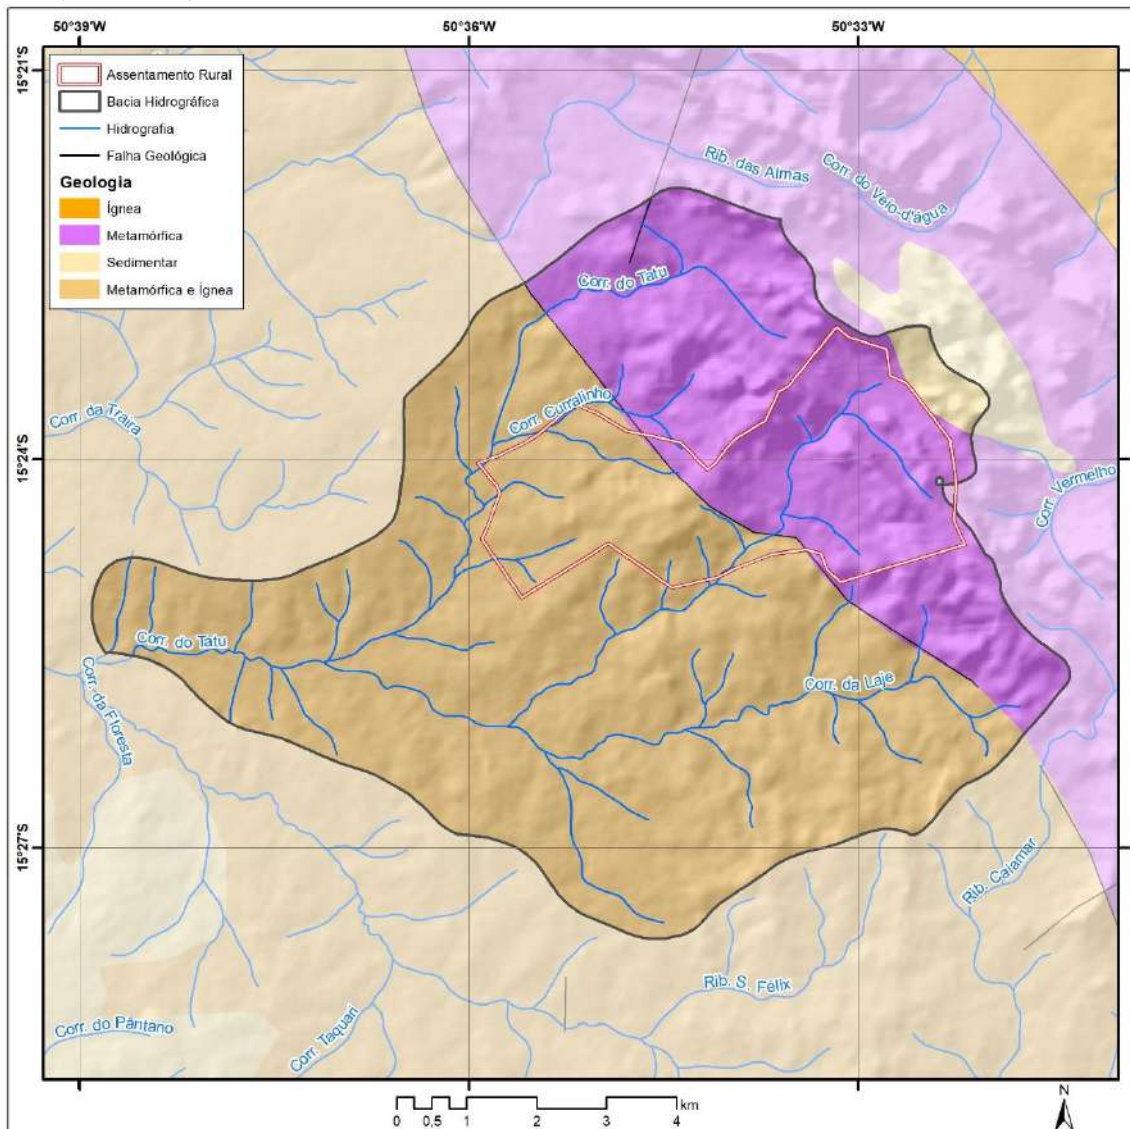 50°39'W
50°36'W
50°33'W
15°21'S
Assentamento Rural
Bacia Hidrográfica
Hidrografia
Falha Geológica
Geologia
Ígnea
Metamórfica
Sedimentar
Metamórfica e Ígnea
Rib. das Almas
Corr. do Veio-d'água
Corr. do Tatu
Corr. da Traíra
Corr. Curralinho
15°24'S
Corr. Vermelho
Corr. do Tatu
Corr. da Floresta
Corr. da Laje
15°27'S
Rib. Caiamar
Rib. S. Félix
Corr. do Pântano
Corr. Taquari
N
km
0 0,5 1 2 3 4